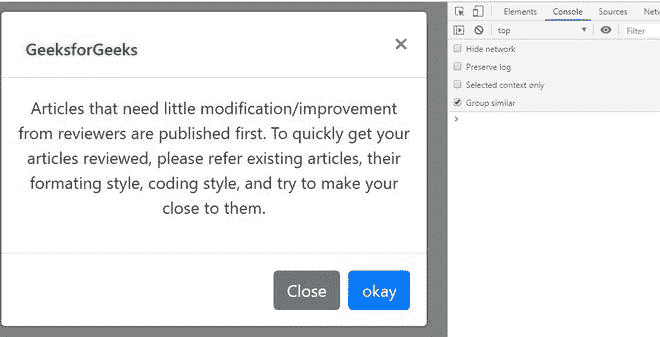 GeeksforGeeks ×
Articles that need little modification/improvement
from reviewers are published first. To quickly get your
articles reviewed, please refer existing articles, their
formating style, coding style, and try to make your
close to them.
Close okay
Elements Console Sources
top Filter
Hide network
Preserve log
Selected context only
Group similar
>